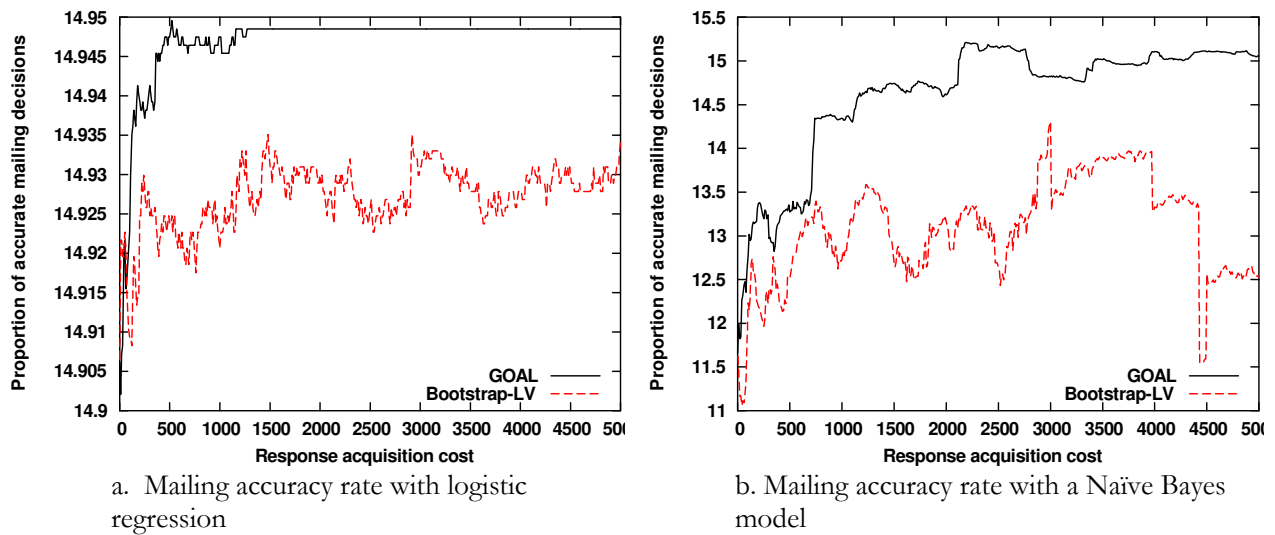 Proportion of accurate mailing decisions
14.95
14.945
14.94
14.935
14.93
14.925
14.92
14.915
14.91
14.905
14.9
0 500 1000 1500 2000 2500 3000 3500 4000 4500 500
GOAL
Bootstrap-LV
Response acquisition cost
a. Mailing accuracy rate with logistic
regression
Proportion of accurate mailing decisions
15.5
15
14.5
14
13.5
13
12.5
12
11.5
11
0 500 1000 1500 2000 2500 3000 3500 4000 4500 500
GOAL
Bootstrap-LV
Response acquisition cost
b. Mailing accuracy rate with a Naïve Bayes
model